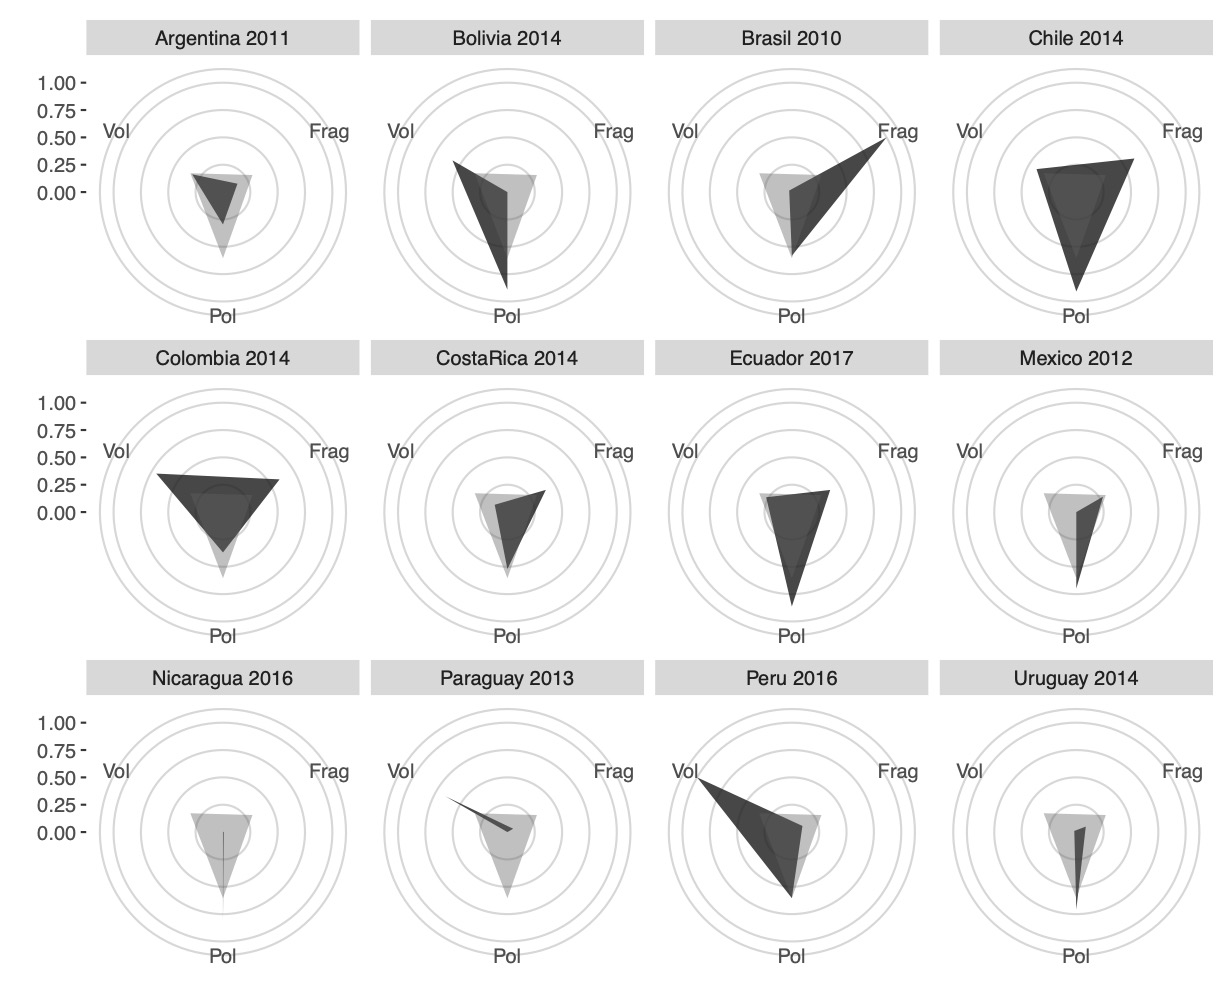 Argentina 2011 Bolivia 2014 Brasil 2010 Chile 2014
1.00
0.75
0.50
0.25
0.00
Vol Frag Vol Frag Vol Frag Vol Frag
Pol Pol Pol Pol
Colombia 2014 CostaRica 2014 Ecuador 2017 Mexico 2012
1.00
0.75
0.50
0.25
0.00
Vol Frag Vol Frag Vol Frag Vol Frag
Pol Pol Pol Pol
Nicaragua 2016 Paraguay 2013 Peru 2016 Uruguay 2014
1.00
0.75
0.50
0.25
0.00
Vol Frag Vol Frag Vol Frag Vol Frag
Pol Pol Pol Pol